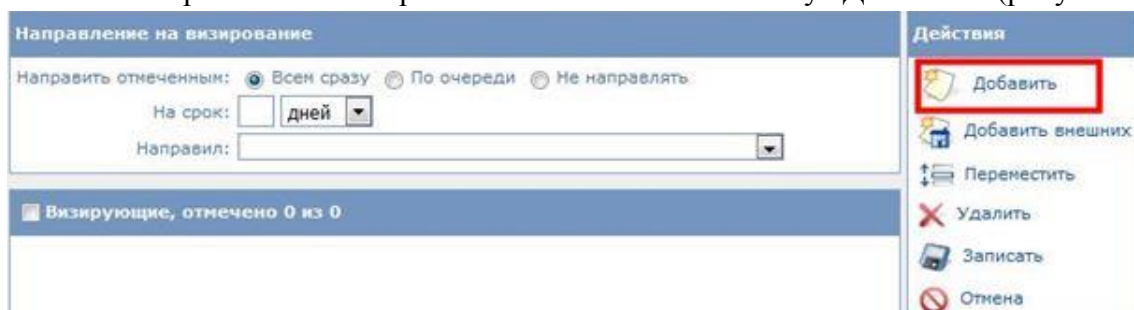 Направление на визирование
Направить отмеченным: Всем сразу По очереди Не направлять
На срок: дней
Направил:
Визирующие, отмечено 0 из 0
Действия
Добавить
Добавить внешних
Переместить
Удалить
Записать
Отмена